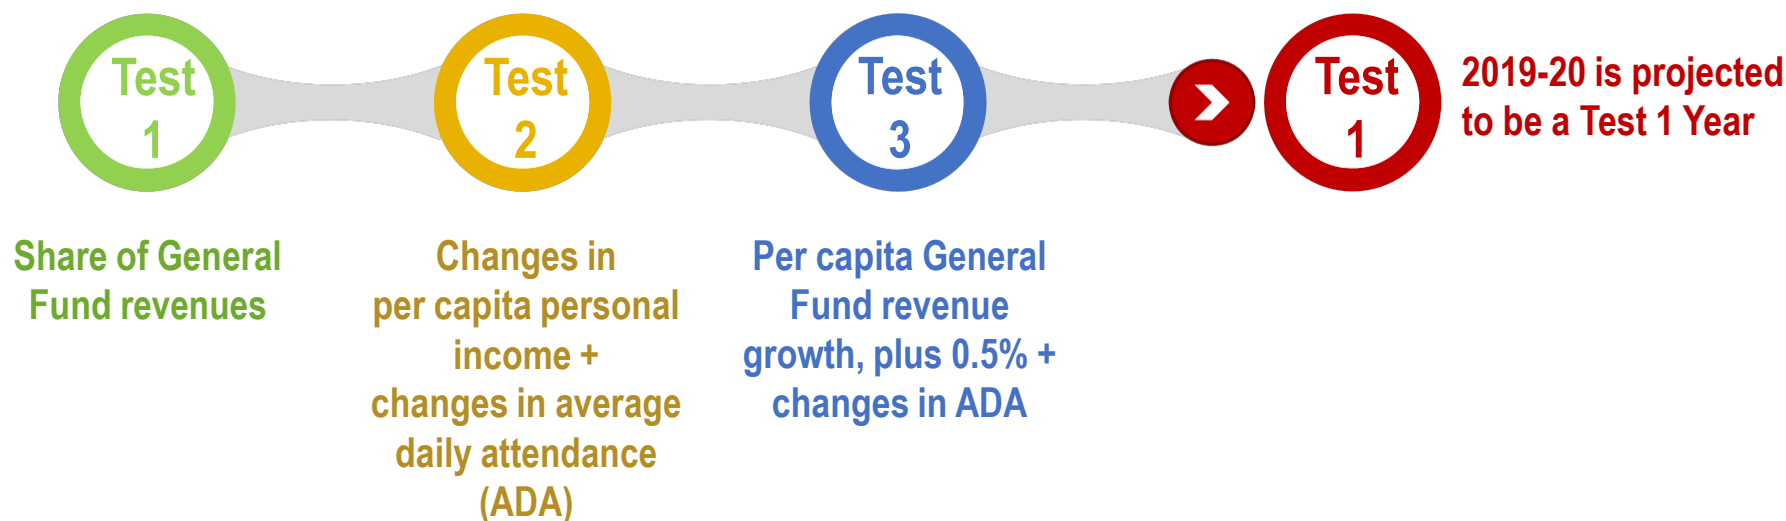 Test
1
Test
2
Test
3
Test
1
2019-20 is projected
to be a Test 1 Year
Share of General
Fund revenues
Changes in
per capita personal
income +
changes in average
daily attendance
(ADA)
Per capita General
Fund revenue
growth, plus 0.5% +
changes in ADA